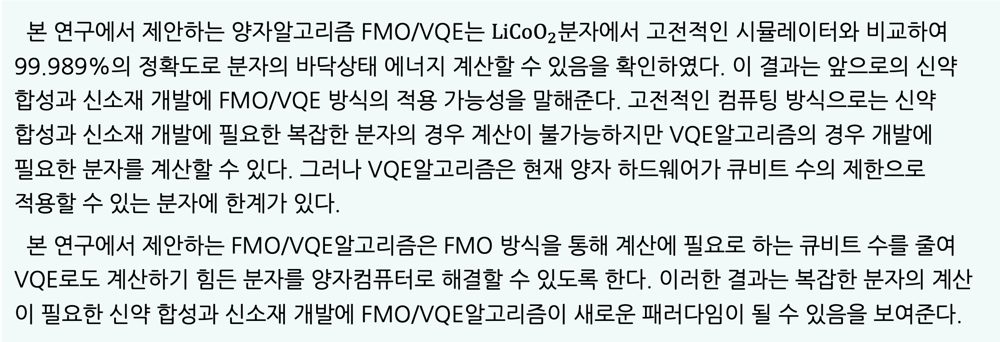 본 연구에서 제안하는 양자알고리즘 FMO/VQE는 LiCoO₂분자에서 고전적인 시뮬레이터와 비교하여
99.989%의 정확도로 분자의 바닥상태 에너지 계산할 수 있음을 확인하였다. 이 결과는 앞으로의 신약
합성과 신소재 개발에 FMO/VQE 방식의 적용 가능성을 말해준다. 고전적인 컴퓨팅 방식으로는 신약
합성과 신소재 개발에 필요한 복잡한 분자의 경우 계산이 불가능하지만 VQE알고리즘의 경우 개발에
필요한 분자를 계산할 수 있다. 그러나 VQE알고리즘은 현재 양자 하드웨어가 큐비트 수의 제한으로
적용할 수 있는 분자에 한계가 있다.
본 연구에서 제안하는 FMO/VQE알고리즘은 FMO 방식을 통해 계산에 필요로 하는 큐비트 수를 줄여
VQE로도 계산하기 힘든 분자를 양자컴퓨터로 해결할 수 있도록 한다. 이러한 결과는 복잡한 분자의 계산
이 필요한 신약 합성과 신소재 개발에 FMO/VQE알고리즘이 새로운 패러다임이 될 수 있음을 보여준다.